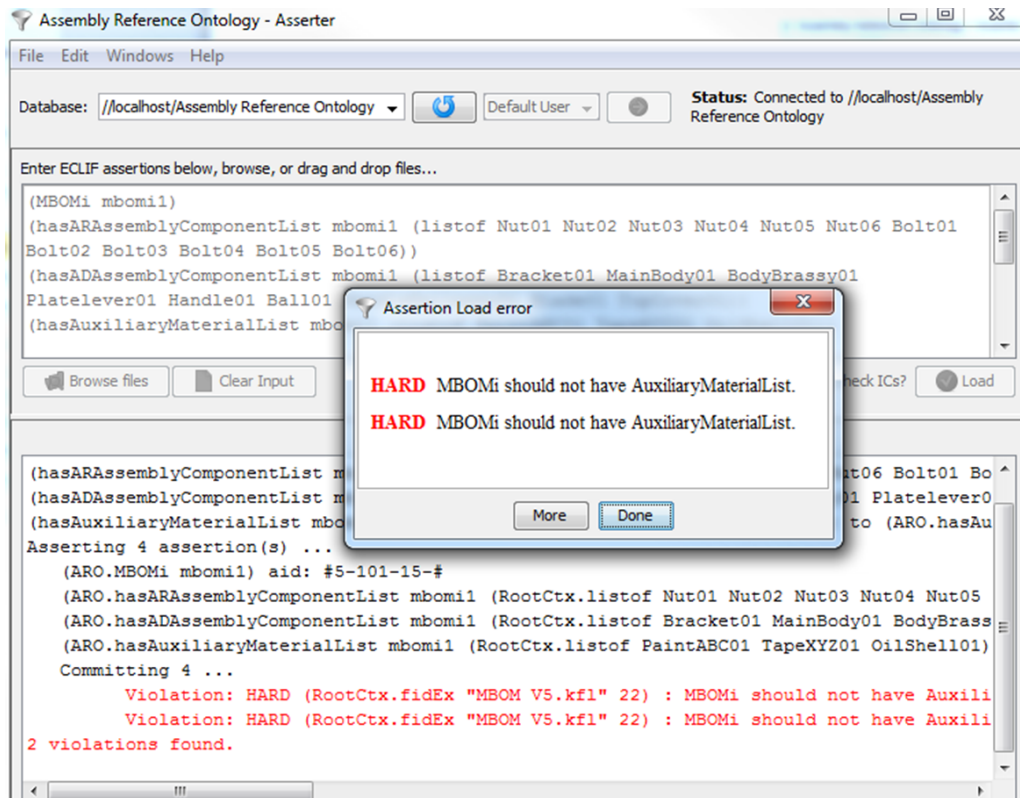 Assembly Reference Ontology - Asserter
File Edit Windows Help
Database: //localhost/Assembly Reference Ontology Default User Status: Connected to //localhost/Assembly
Reference Ontology
Enter ECLIF assertions below, browse, or drag and drop files...
(MBOMi mbomi1)
(hasARAssemblyComponentList mbomi1 (listof Nut01 Nut02 Nut03 Nut04 Nut05 Nut06 Bolt01
Bolt02 Bolt03 Bolt04 Bolt05 Bolt06))
(hasADAssemblyComponentList mbomi1 (listof Bracket01 MainBody01 BodyBrassy01
Platelever01 Handle01 Ball01
(hasAuxiliaryMaterialList mbo
Assertion Load error
HARD MBOMi should not have AuxiliaryMaterialList.
HARD MBOMi should not have AuxiliaryMaterialList.
More Done
Browse files Clear Input heck ICs? Load
(hasARAssemblyComponentList m ut06 Bolt01 Bo
(hasADAssemblyComponentList m 01 Platelever0
(hasAuxiliaryMaterialList mbo to (ARO.hasAu
Asserting 4 assertion(s) ...
(ARO.MBOMi mbomi1) aid: #5-101-15-#
(ARO.hasARAssemblyComponentList mbomi1 (RootCtx.listof Nut01 Nut02 Nut03 Nut04 Nut05
(ARO.hasADAssemblyComponentList mbomi1 (RootCtx.listof Bracket01 MainBody01 BodyBrass
(ARO.hasAuxiliaryMaterialList mbomi1 (RootCtx.listof PaintABC01 TapeXYZ01 OilShell01)
Committing 4 ...
Violation: HARD (RootCtx.fidEx "MBOM V5.kfl" 22) : MBOMi should not have Auxili
Violation: HARD (RootCtx.fidEx "MBOM V5.kfl" 22) : MBOMi should not have Auxili
2 violations found.